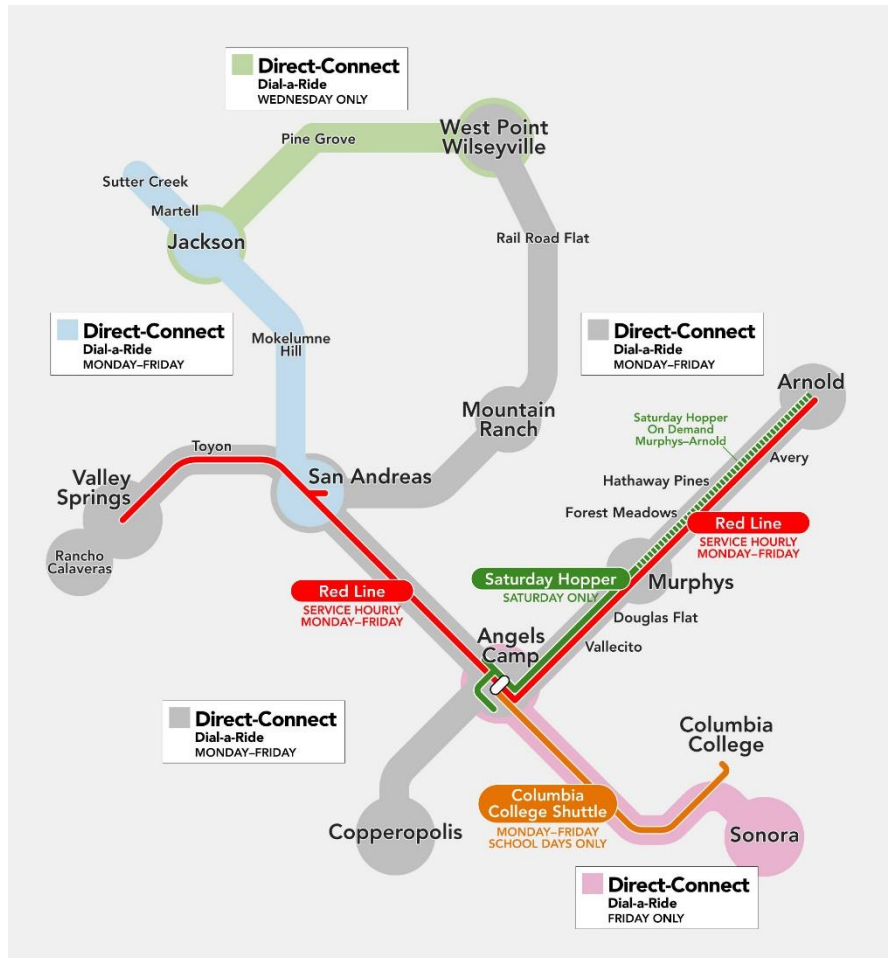 Direct-Connect
Dial-a-Ride
WEDNESDAY ONLY
West Point
Wilseyville
Pine Grove
Sutter Creek
Martell
Jackson
Rail Road Flat
Direct-Connect
Dial-a-Ride
MONDAY–FRIDAY
Mokelumne
Hill
Direct-Connect
Dial-a-Ride
MONDAY–FRIDAY
Arnold
Mountain
Ranch
Saturday Hopper
On Demand
Murphys–Arnold
Toyon
Avery
Valley
Springs
San Andreas
Hathaway Pines
Forest Meadows
Red Line
SERVICE HOURLY
MONDAY–FRIDAY
Rancho
Calaveras
Red Line
SERVICE HOURLY
MONDAY–FRIDAY
Saturday Hopper
SATURDAY ONLY
Murphys
Douglas Flat
Angels
Camp
Vallecito
Direct-Connect
Dial-a-Ride
MONDAY–FRIDAY
Columbia
College
Copperopolis
Columbia
College Shuttle
MONDAY–FRIDAY
SCHOOL DAYS ONLY
Sonora
Direct-Connect
Dial-a-Ride
FRIDAY ONLY